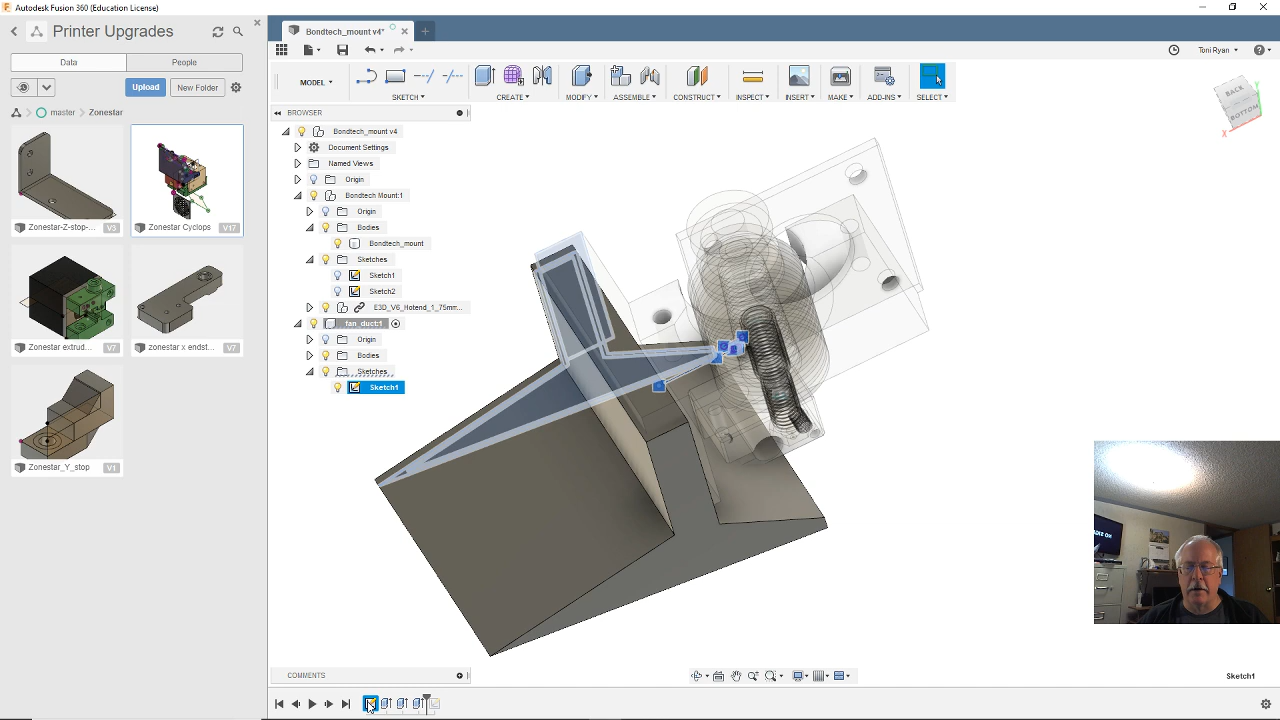 Autodesk Fusion 360 (Education License)
Printer Upgrades
Data
People
Upload
New Folder
master
Zonestar
Zonestar-Z-stop-...
V3
Zonestar Cyclops
V17
Zonestar extrud...
V7
zonestar x endst...
V7
Zonestar_Y_stop
V1
Bondtech_mount v4*
Toni Ryan
MODEL
SKETCH
CREATE
MODIFY
ASSEMBLE
CONSTRUCT
INSPECT
INSERT
MAKE
ADD-INS
SELECT
BROWSER
Bondtech_mount v4
Document Settings
Named Views
Origin
Bondtech Mount:1
Origin
Bodies
Bondtech_mount
Sketches
Sketch1
Sketch2
E3D_V6_Hotend_1_75mm...
fan_duct:1
Origin
Bodies
Sketches
Sketch1
BACK
BOTTOM
X
Y
COMMENTS
Sketch1